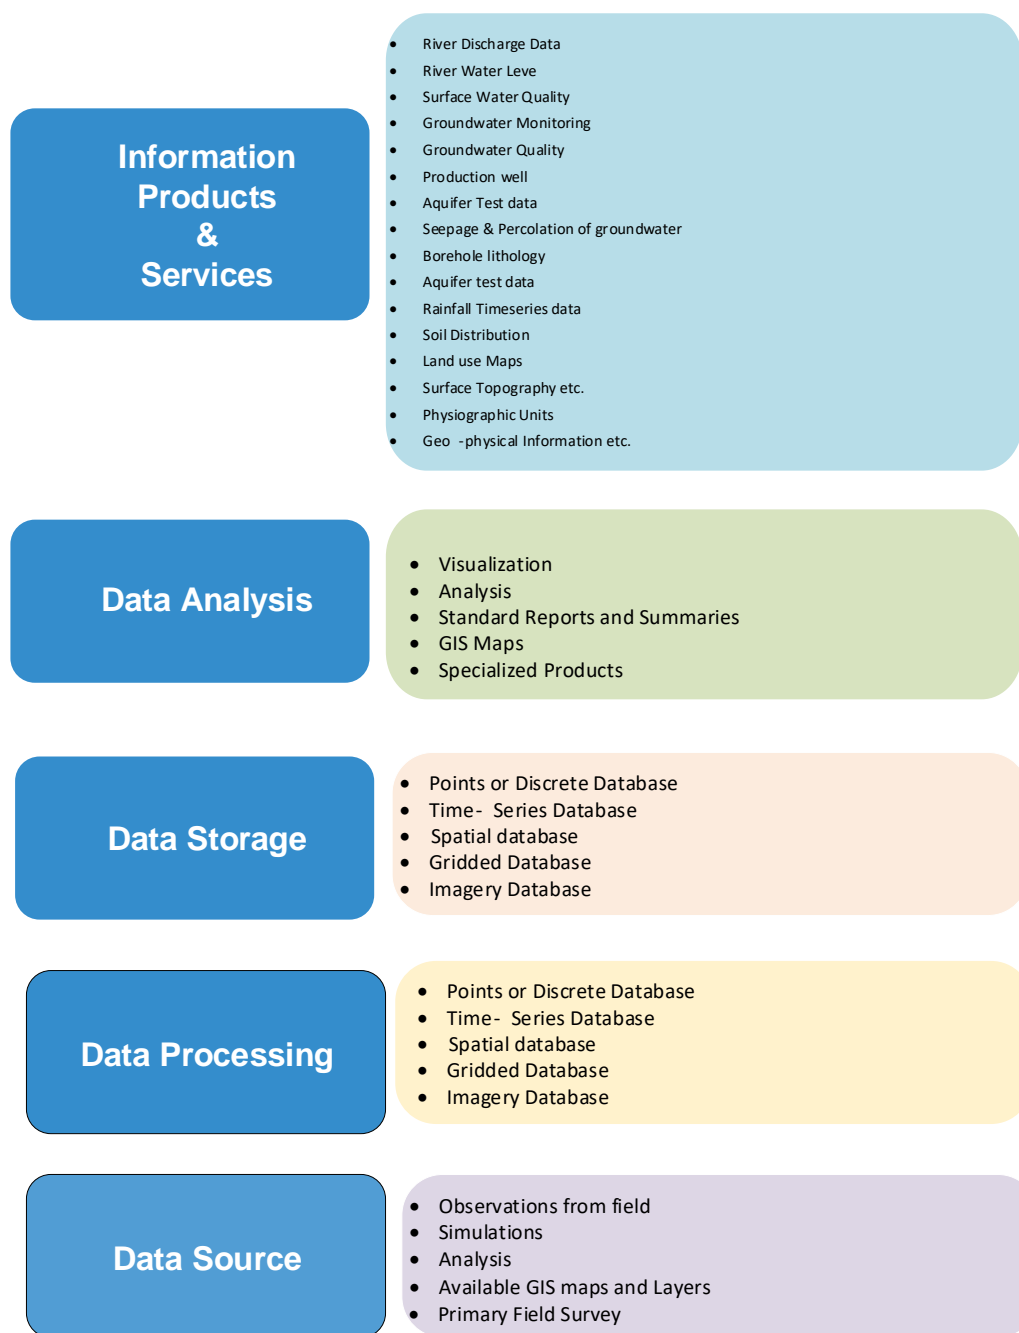 Information
Products
&
Services
• River Discharge Data
• River Water Leve
• Surface Water Quality
• Groundwater Monitoring
• Groundwater Quality
• Production well
• Aquifer Test data
• Seepage & Percolation of groundwater
• Borehole lithology
• Aquifer test data
• Rainfall Timeseries data
• Soil Distribution
• Land use Maps
• Surface Topography etc.
• Physiographic Units
• Geo -physical Information etc.
Data Analysis
• Visualization
• Analysis
• Standard Reports and Summaries
• GIS Maps
• Specialized Products
Data Storage
• Points or Discrete Database
• Time- Series Database
• Spatial database
• Gridded Database
• Imagery Database
Data Processing
• Points or Discrete Database
• Time- Series Database
• Spatial database
• Gridded Database
• Imagery Database
Data Source
• Observations from field
• Simulations
• Analysis
• Available GIS maps and Layers
• Primary Field Survey